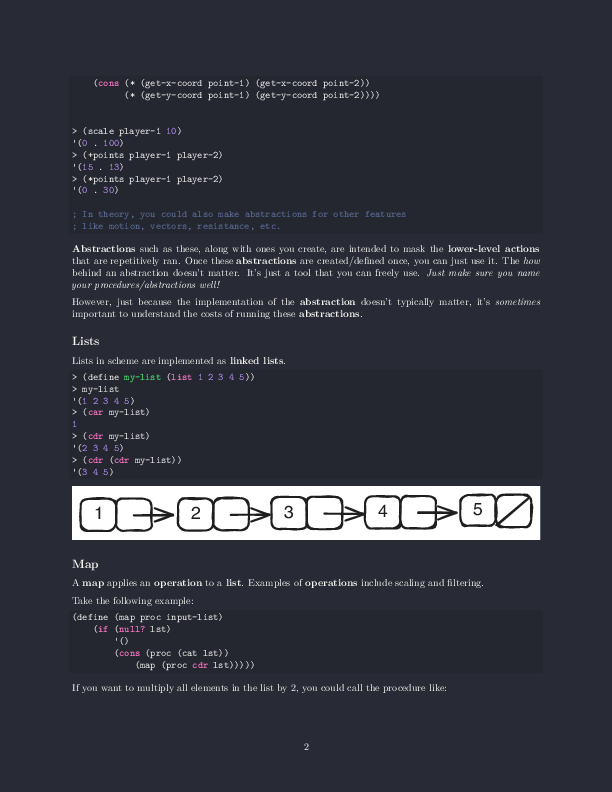 (cons (* (get-x-coord point-1) (get-x-coord point-2))
(* (get-y-coord point-1) (get-y-coord point-2))))
> (scale player-1 10)
'(0 . 100)
> (+points player-1 player-2)
'(15 . 13)
> (*points player-1 player-2)
'(0 . 30)
; In theory, you could also make abstractions for other features
; like motion, vectors, resistance, etc.
Abstractions such as these, along with ones you create, are intended to mask the lower-level actions
that are repetitively ran. Once these abstractions are created/defined once, you can just use it. The how
behind an abstraction doesn't matter. It's just a tool that you can freely use. Just make sure you name
your procedures/abstractions well!
However, just because the implementation of the abstraction doesn't typically matter, it's sometimes
important to understand the costs of running these abstractions.
Lists
Lists in scheme are implemented as linked lists.
> (define my-list (list 1 2 3 4 5))
> my-list
'(1 2 3 4 5)
> (car my-list)
1
> (cdr my-list)
'(2 3 4 5)
> (cdr (cdr my-list))
'(3 4 5)
1 2 3 4 5
Map
A map applies an operation to a list. Examples of operations include scaling and filtering.
Take the following example:
(define (map proc input-list)
(if (null? lst)
'()
(cons (proc (cat lst))
(map (proc cdr lst)))))
If you want to multiply all elements in the list by 2, you could call the procedure like:
2